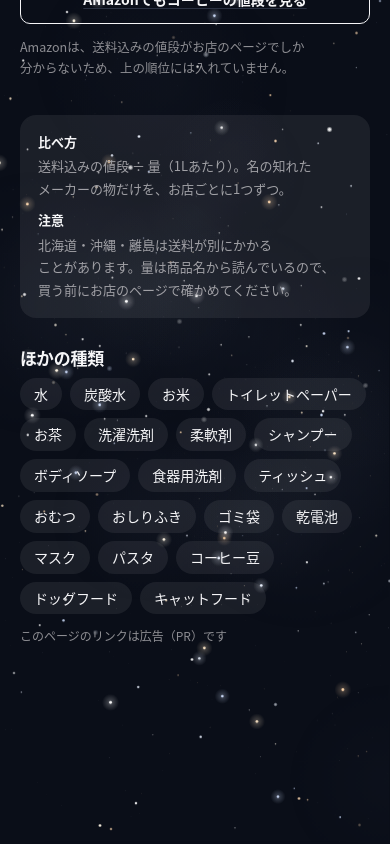 Amazonでもコーヒーの値段を見る
Amazonは、送料込みの値段がお店のページでしか
分からないため、上の順位には入れていません。
比べ方
送料込みの値段 ÷ 量（1Lあたり）。名の知れた
メーカーの物だけを、お店ごとに1つずつ。
注意
北海道・沖縄・離島は送料が別にかかる
ことがあります。量は商品名から読んでいるので、
買う前にお店のページで確かめてください。
ほかの種類
水 炭酸水 お米 トイレットペーパー
お茶 洗濯洗剤 柔軟剤 シャンプー
ボディソープ 食器用洗剤 ティッシュ
おむつ おしりふき ゴミ袋 乾電池
マスク パスタ コーヒー豆
ドッグフード キャットフード
このページのリンクは広告（PR）です